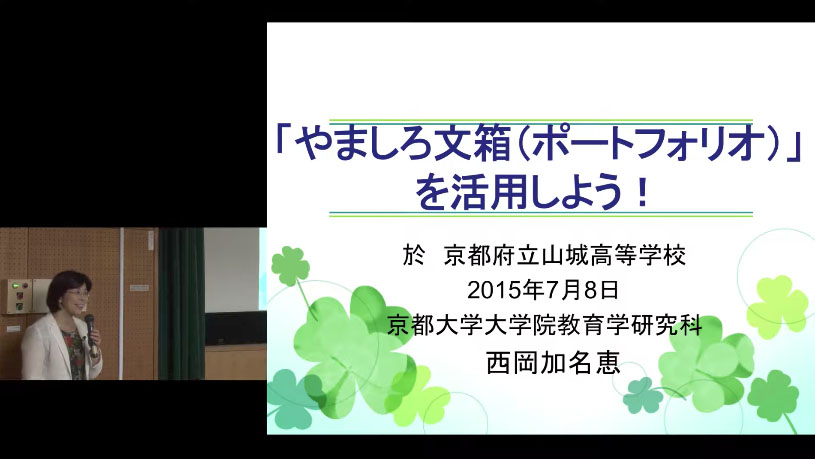 「やましろ文箱（ポートフォリオ）」
を活用しよう！
於　京都府立山城高等学校
2015年7月8日
京都大学大学院教育学研究科
西岡加名恵